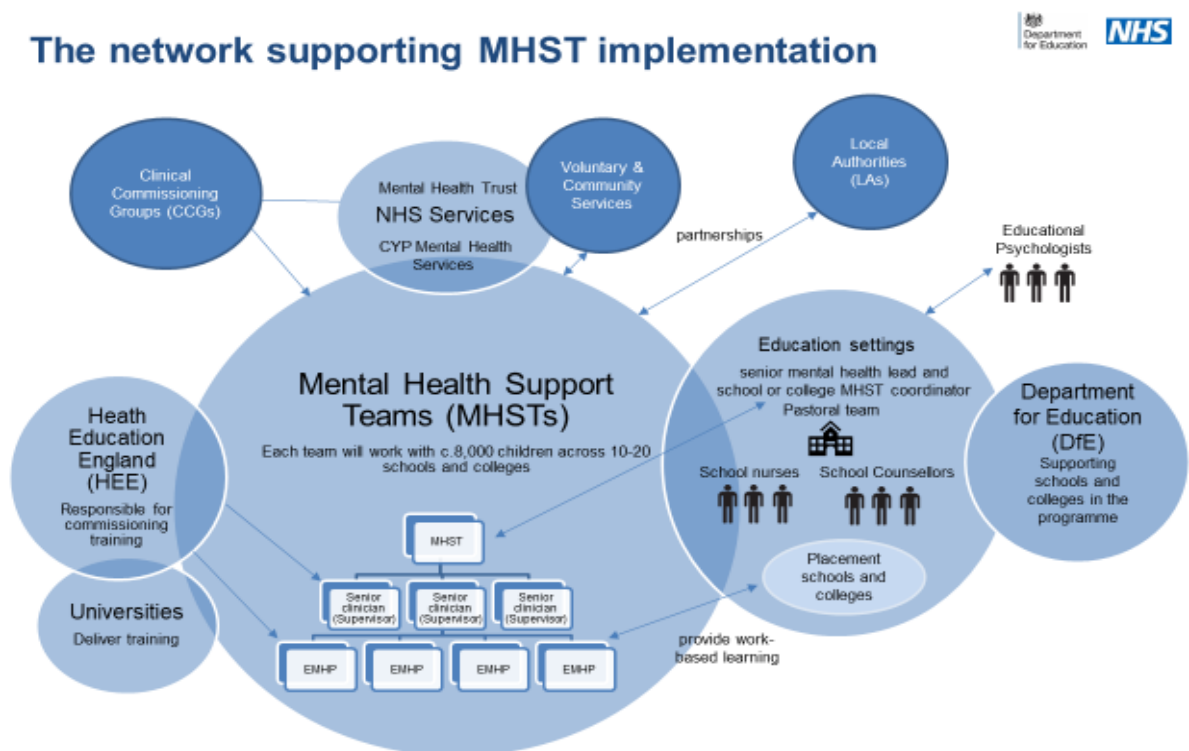 The network supporting MHST implementation
Department
for Education
NHS
Clinical
Commissioning
Groups (CCGs)
Mental Health Trust
NHS Services
CYP Mental Health
Services
Voluntary &
Community
Services
Local
Authorities
(LAs)
partnerships
Educational
Psychologists
Mental Health Support
Teams (MHSTs)
Each team will work with c.8,000 children across 10-20
schools and colleges
Education settings
senior mental health lead and
school or college MHST coordinator
Pastoral team
School nurses
School Counsellors
Placement
schools and
colleges
Department
for Education
(DfE)
Supporting
schools and
colleges in the
programme
Heath
Education
England
(HEE)
Responsible for
commissioning
training
Universities
Deliver training
MHST
Senior
clinician
(Supervisor)
Senior
clinician
(Supervisor)
Senior
clinician
(Supervisor)
EMHP
EMHP
EMHP
EMHP
provide work-
based learning